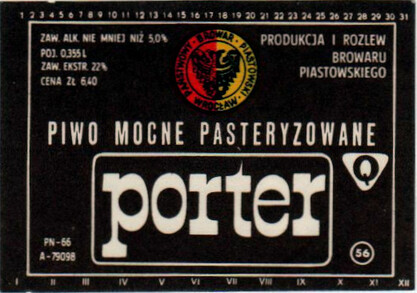 1 2 3 4 5 6 7 8 9 10 11 12 13 14 15 16 17 18 19 20 21 22 23 24 25 26 27 28 29 30 31
ZAW. ALK. NIE MNIEJ NIŻ 5,0%
POJ. 0,355 L
ZAW. EKSTR. 22%
CENA ZŁ 6,40
PAŃSTWOWY BROWAR PIASTOWSKI
WROCŁAW
PRODUKCJA I ROZLEW
BROWARU
PIASTOWSKIEGO
PIWO MOCNE PASTERYZOWANE
porter
Q
PN-66
A-79098
56
I II III IV V VI VII VIII IX X XI XII